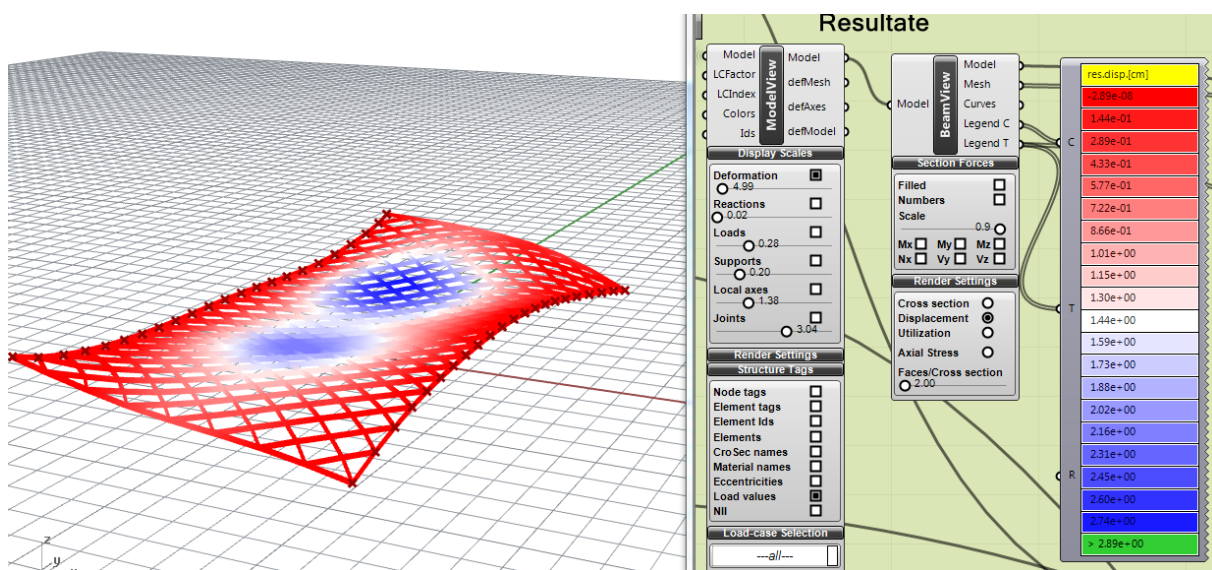 Resultate
Model
LCFactor
LCIndex
Colors
Ids
ModelView
Model
defMesh
defAxes
defModel
Display Scales
Deformation
4.99
Reactions
0.02
Loads
0.28
Supports
0.20
Local axes
1.38
Joints
3.04
Render Settings
Structure Tags
Node tags
Element tags
Element Ids
Elements
CroSec names
Material names
Eccentricities
Load values
NII
Load-case Selection
---all---
Model
BeamView
Model
Mesh
Curves
Legend C
Legend T
Section Forces
Filled
Numbers
Scale
0.9
Mx My Mz
Nx Vy Vz
Render Settings
Cross section
Displacement
Utilization
Axial Stress
Faces/Cross section
2.00
C
T
R
res.disp.[cm]
-2.89e-08
1.44e-01
2.89e-01
4.33e-01
5.77e-01
7.22e-01
8.66e-01
1.01e+00
1.15e+00
1.30e+00
1.44e+00
1.59e+00
1.73e+00
1.88e+00
2.02e+00
2.16e+00
2.31e+00
2.45e+00
2.60e+00
2.74e+00
> 2.89e+00
z
y